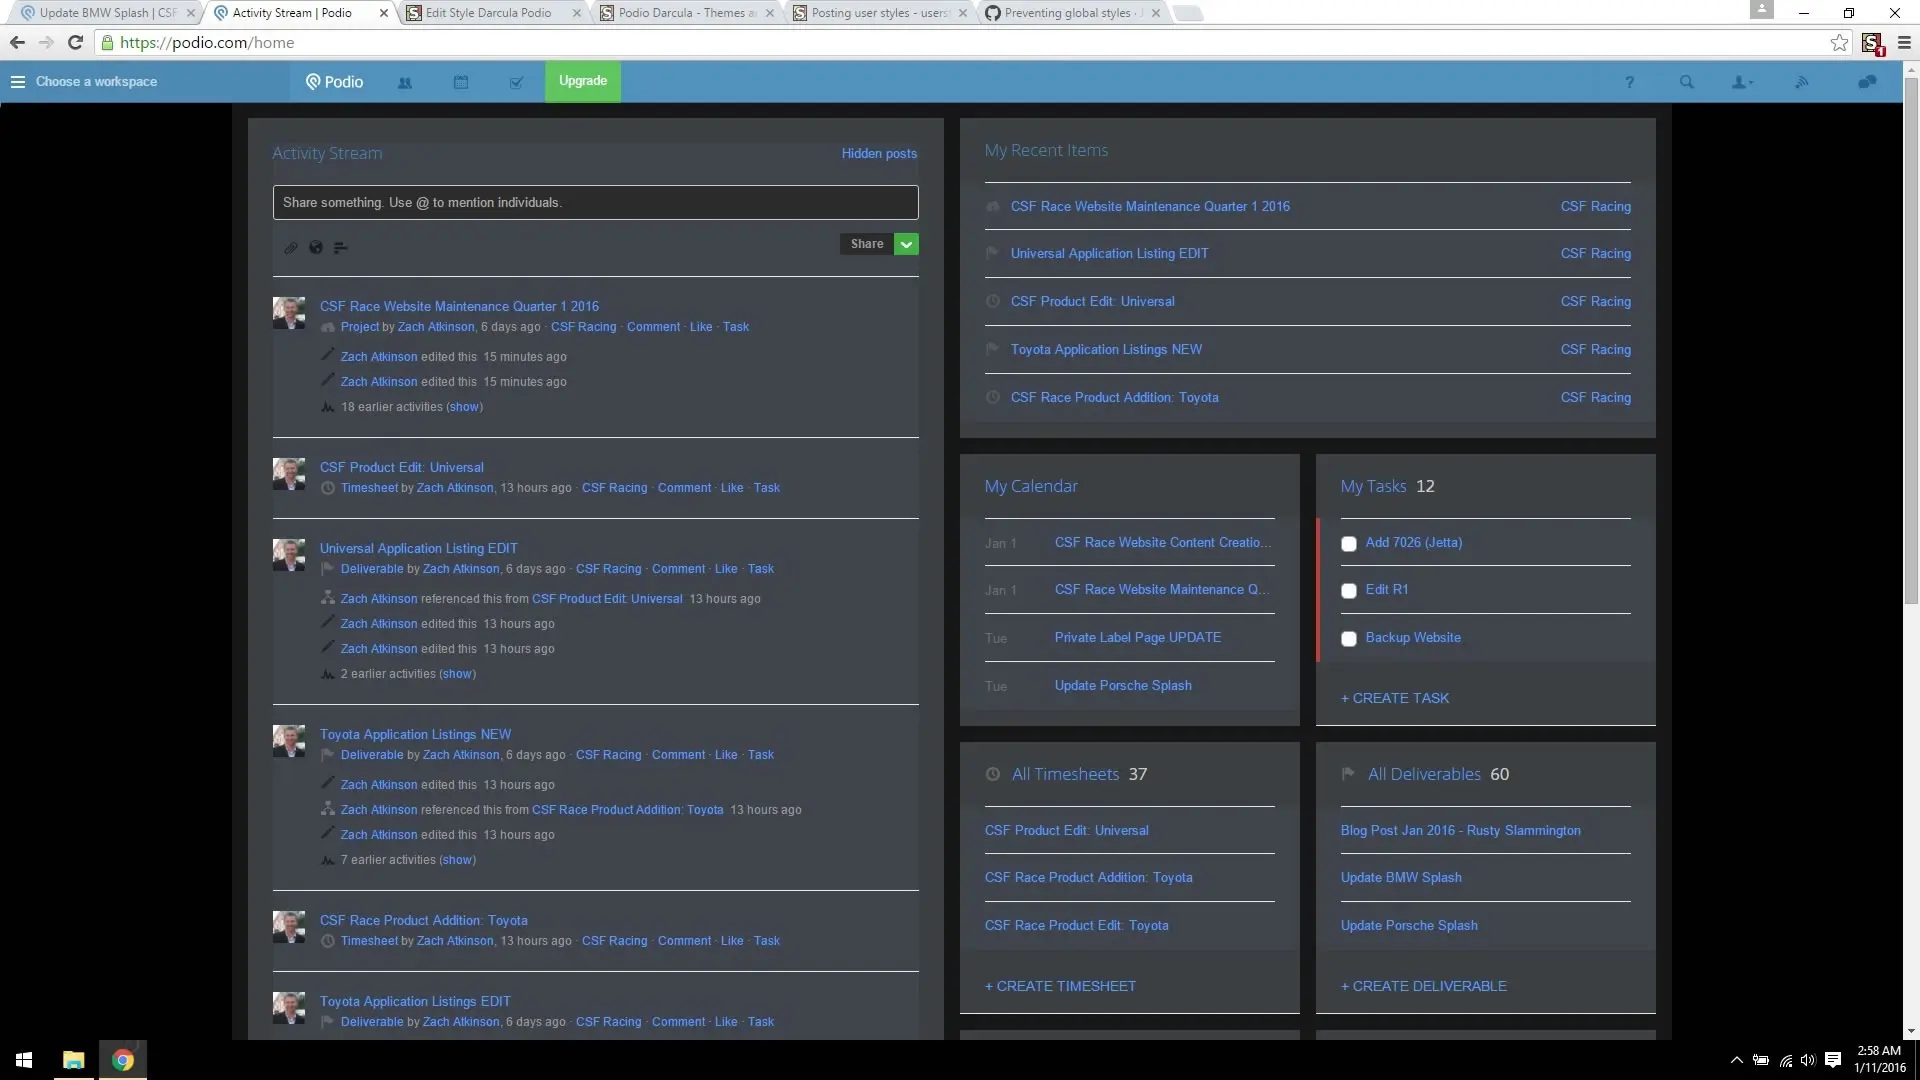 Update BMW Splash | CSF
Activity Stream | Podio
Edit Style Darcula Podio
Podio Darcula - Themes a
Posting user styles - users
Preventing global styles ·
https://podio.com/home
1
Choose a workspace
Podio
Upgrade
?
Activity Stream
Hidden posts
Share something. Use @ to mention individuals.
Share
CSF Race Website Maintenance Quarter 1 2016
Project by Zach Atkinson, 6 days ago · CSF Racing · Comment · Like · Task
Zach Atkinson edited this 15 minutes ago
Zach Atkinson edited this 15 minutes ago
18 earlier activities (show)
CSF Product Edit: Universal
Timesheet by Zach Atkinson, 13 hours ago · CSF Racing · Comment · Like · Task
Universal Application Listing EDIT
Deliverable by Zach Atkinson, 6 days ago · CSF Racing · Comment · Like · Task
Zach Atkinson referenced this from CSF Product Edit: Universal 13 hours ago
Zach Atkinson edited this 13 hours ago
Zach Atkinson edited this 13 hours ago
2 earlier activities (show)
Toyota Application Listings NEW
Deliverable by Zach Atkinson, 6 days ago · CSF Racing · Comment · Like · Task
Zach Atkinson edited this 13 hours ago
Zach Atkinson referenced this from CSF Race Product Addition: Toyota 13 hours ago
Zach Atkinson edited this 13 hours ago
7 earlier activities (show)
CSF Race Product Addition: Toyota
Timesheet by Zach Atkinson, 13 hours ago · CSF Racing · Comment · Like · Task
Toyota Application Listings EDIT
Deliverable by Zach Atkinson, 6 days ago · CSF Racing · Comment · Like · Task
My Recent Items
CSF Race Website Maintenance Quarter 1 2016 CSF Racing
Universal Application Listing EDIT CSF Racing
CSF Product Edit: Universal CSF Racing
Toyota Application Listings NEW CSF Racing
CSF Race Product Addition: Toyota CSF Racing
My Calendar
Jan 1 CSF Race Website Content Creatio...
Jan 1 CSF Race Website Maintenance Q...
Tue Private Label Page UPDATE
Tue Update Porsche Splash
My Tasks 12
Add 7026 (Jetta)
Edit R1
Backup Website
+ CREATE TASK
All Timesheets 37
CSF Product Edit: Universal
CSF Race Product Addition: Toyota
CSF Race Product Edit: Toyota
+ CREATE TIMESHEET
All Deliverables 60
Blog Post Jan 2016 - Rusty Slammington
Update BMW Splash
Update Porsche Splash
+ CREATE DELIVERABLE
2:58 AM
1/11/2016